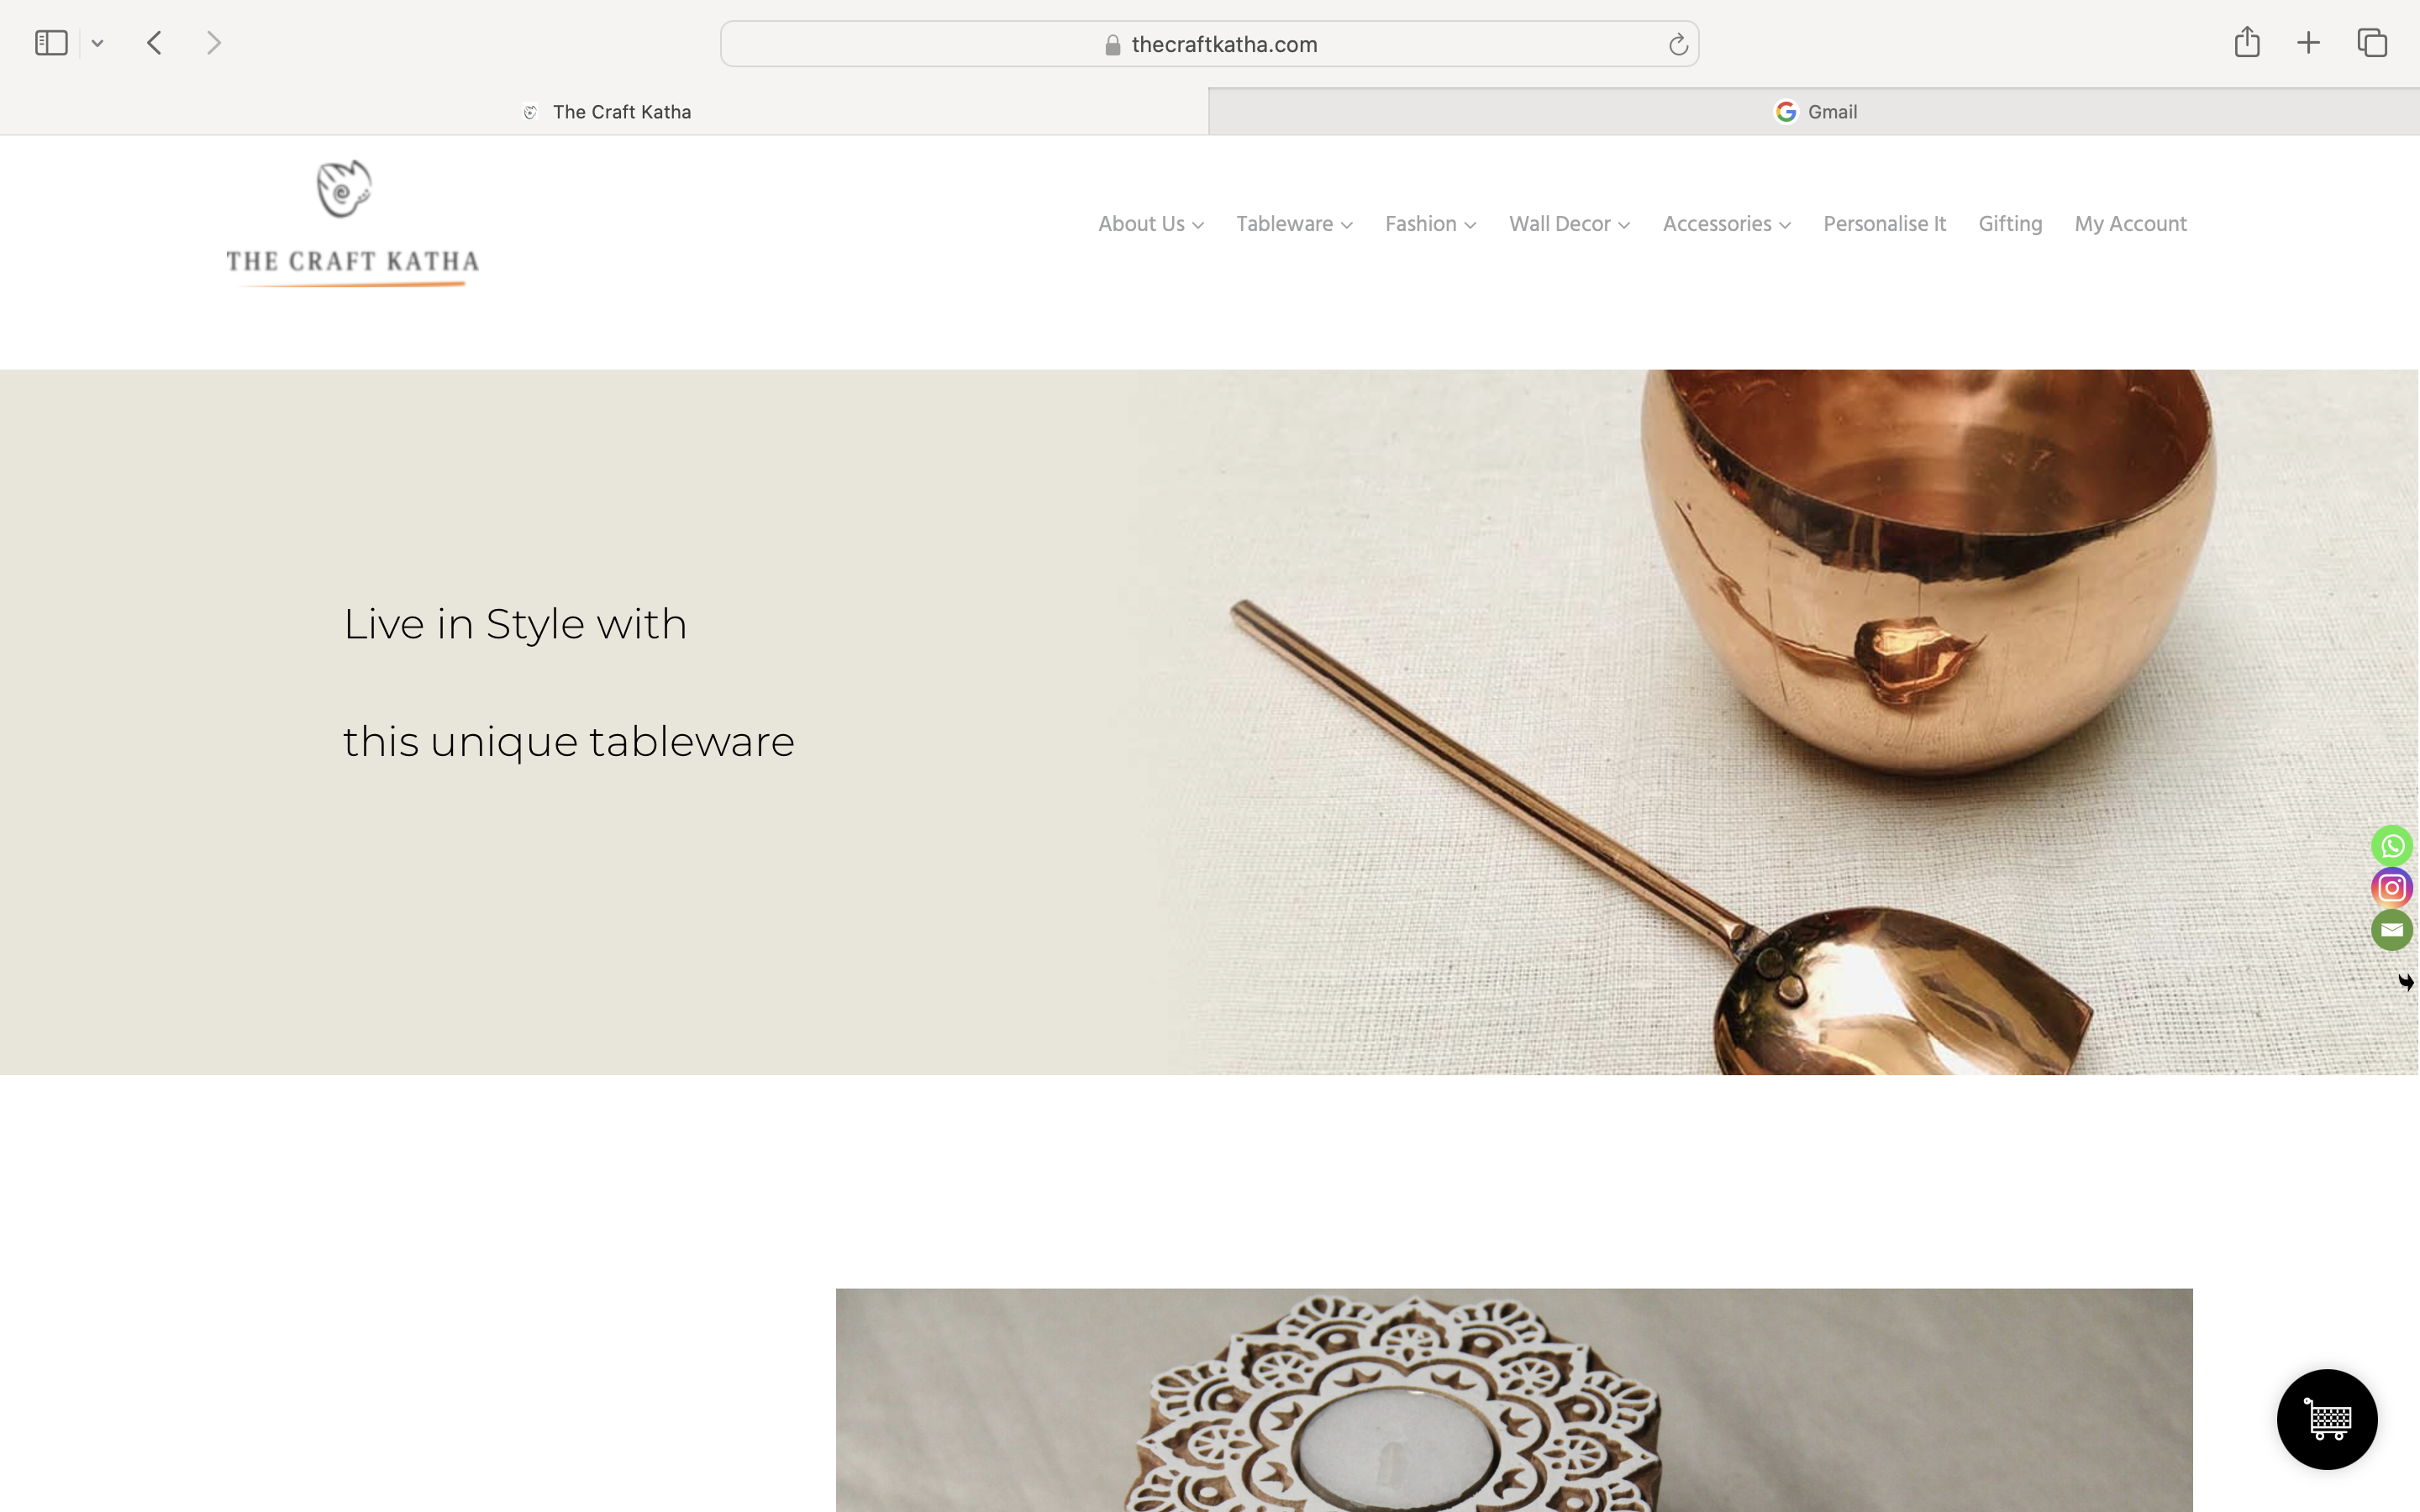 thecraftkatha.com
The Craft Katha
Gmail
THE CRAFT KATHA
About Us
Tableware
Fashion
Wall Decor
Accessories
Personalise It
Gifting
My Account
Live in Style with
this unique tableware